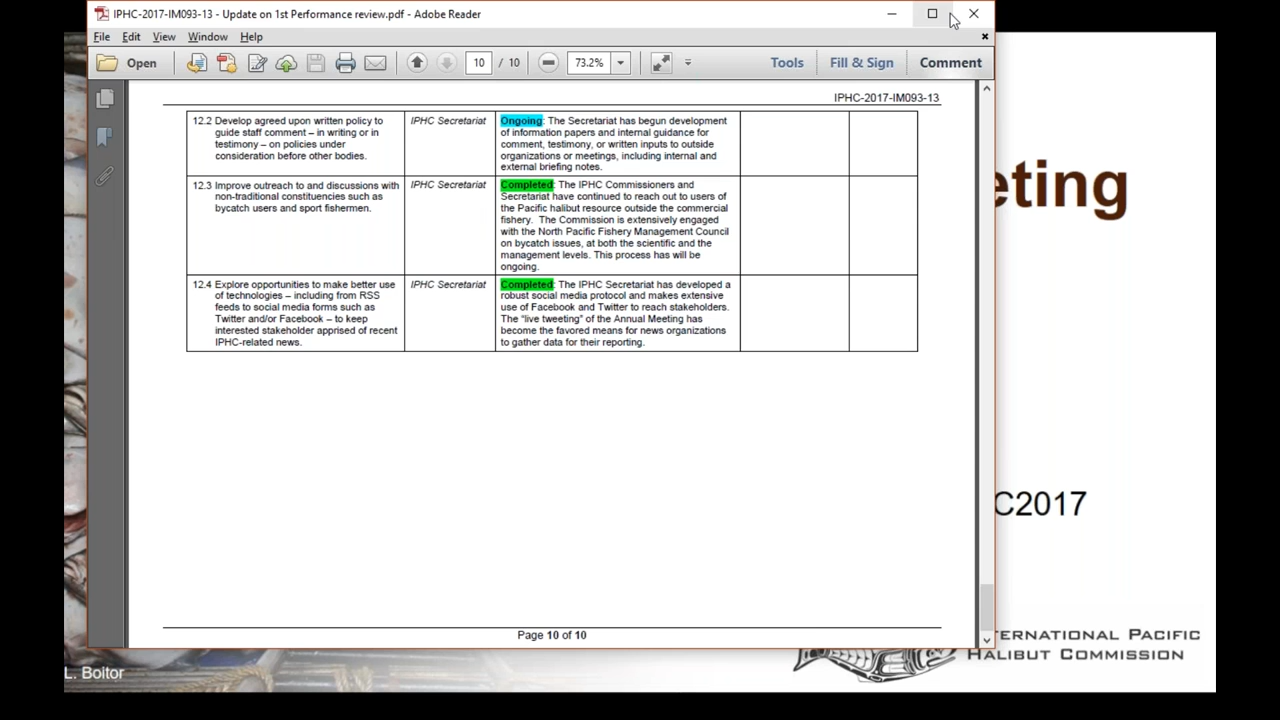 IPHC-2017-IM093-13 - Update on 1st Performance review.pdf - Adobe Reader
File Edit View Window Help
Open 10 / 10 73.2% Tools Fill & Sign Comment
IPHC-2017-IM093-13
12.2 Develop agreed upon written policy to
guide staff comment – in writing or in
testimony – on policies under
consideration before other bodies.
IPHC Secretariat
Ongoing: The Secretariat has begun development
of information papers and internal guidance for
comment, testimony, or written inputs to outside
organizations or meetings, including internal and
external briefing notes.
12.3 Improve outreach to and discussions with
non-traditional constituencies such as
bycatch users and sport fishermen.
IPHC Secretariat
Completed: The IPHC Commissioners and
Secretariat have continued to reach out to users of
the Pacific halibut resource outside the commercial
fishery. The Commission is extensively engaged
with the North Pacific Fishery Management Council
on bycatch issues, at both the scientific and the
management levels. This process has will be
ongoing.
12.4 Explore opportunities to make better use
of technologies – including from RSS
feeds to social media forms such as
Twitter and/or Facebook – to keep
interested stakeholder apprised of recent
IPHC-related news.
IPHC Secretariat
Completed: The IPHC Secretariat has developed a
robust social media protocol and makes extensive
use of Facebook and Twitter to reach stakeholders.
The “live tweeting” of the Annual Meeting has
become the favored means for news organizations
to gather data for their reporting.
Page 10 of 10
eting
C2017
ERNATIONAL PACIFIC
HALIBUT COMMISSION
L. Boitor